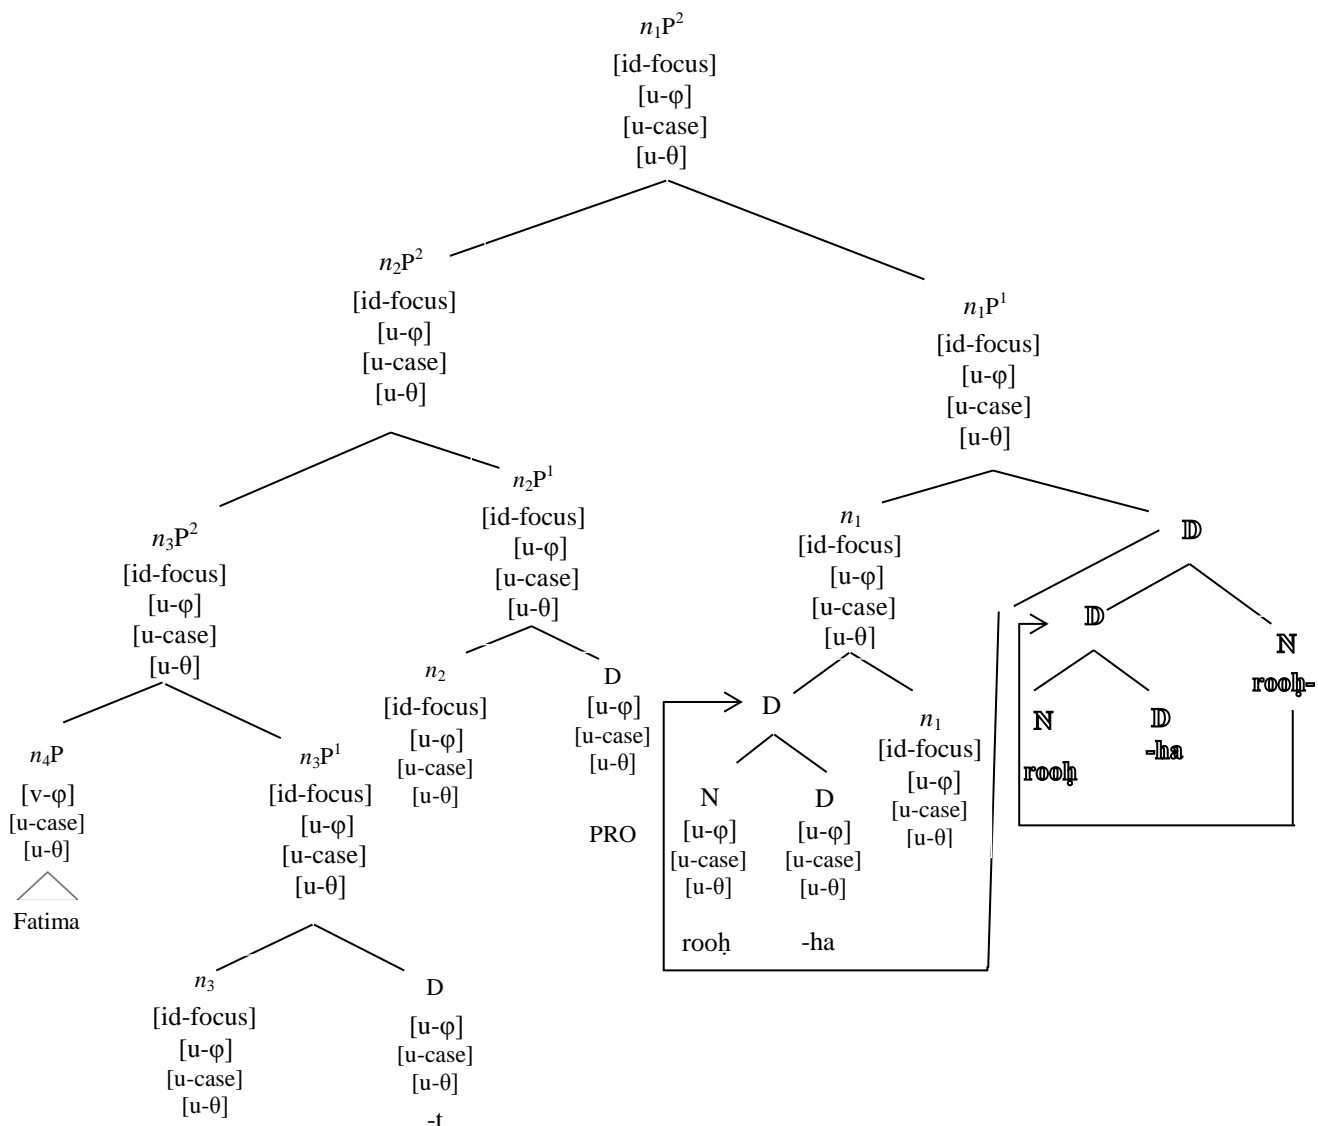 n₁P²
[id-focus]
[u-φ]
[u-case]
[u-θ]
n₂P²
[id-focus]
[u-φ]
[u-case]
[u-θ]
n₁P¹
[id-focus]
[u-φ]
[u-case]
[u-θ]
n₃P²
[id-focus]
[u-φ]
[u-case]
[u-θ]
n₂P¹
[id-focus]
[u-φ]
[u-case]
[u-θ]
n₁
[id-focus]
[u-φ]
[u-case]
[u-θ]
D
n₄P
[v-φ]
[u-case]
[u-θ]
Fatima
n₃P¹
[id-focus]
[u-φ]
[u-case]
[u-θ]
n₂
[id-focus]
[u-φ]
[u-case]
[u-θ]
D
[u-φ]
[u-case]
[u-θ]
PRO
D
n₁
[id-focus]
[u-φ]
[u-case]
[u-θ]
D
N
rooḥ-
N
[u-φ]
[u-case]
[u-θ]
rooḥ
D
[u-φ]
[u-case]
[u-θ]
-ha
N
rooḥ
D
-ha
n₃
[id-focus]
[u-φ]
[u-case]
[u-θ]
D
[u-φ]
[u-case]
[u-θ]
-t